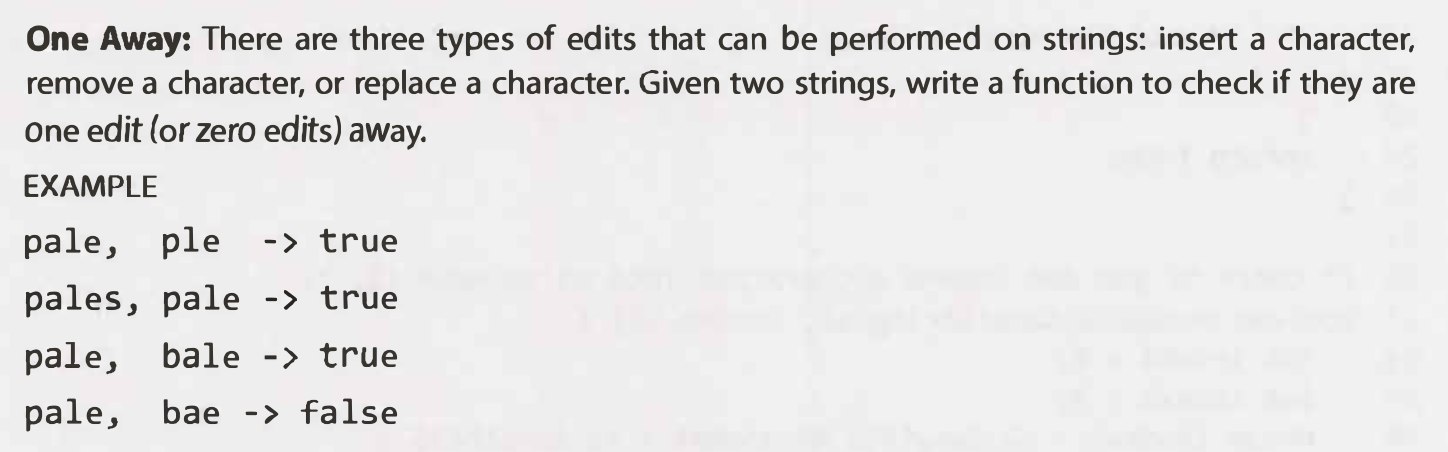 One Away: There are three types of edits that can be performed on strings: insert a character,
remove a character, or replace a character. Given two strings, write a function to check if they are
one edit (or zero edits) away.
EXAMPLE
pale, ple -> true
pales, pale -> true
pale, bale -> true
pale, bae -> false